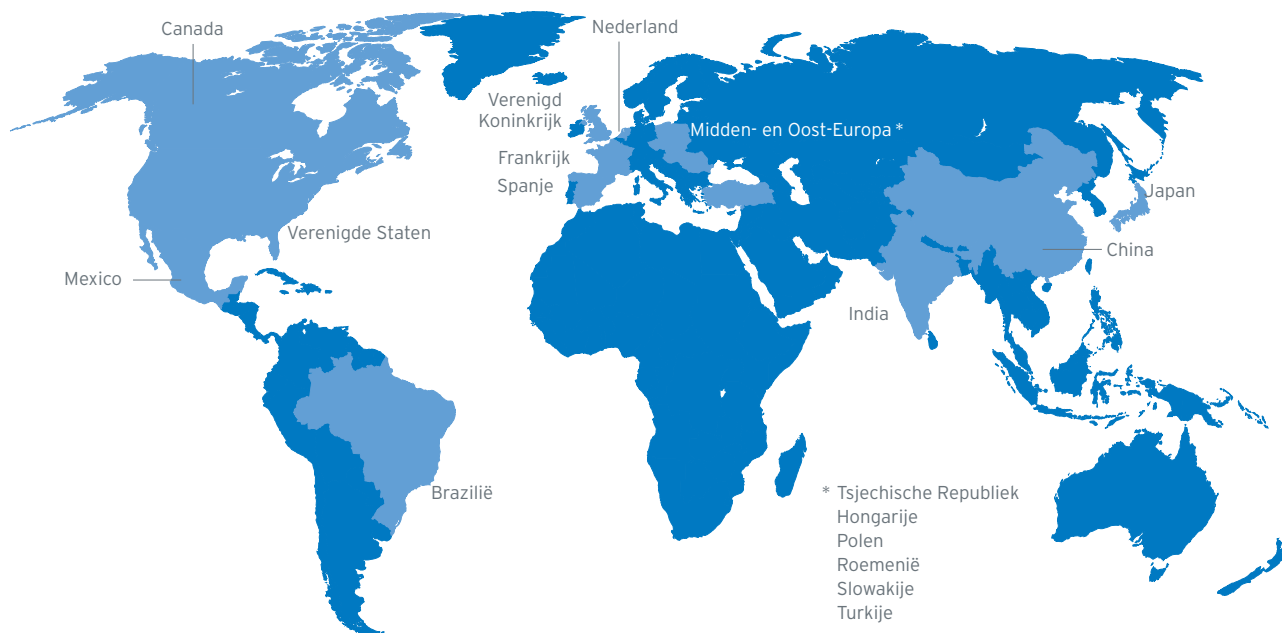 Canada
Nederland
Verenigd
Koninkrijk
Midden- en Oost-Europa *
Frankrijk
Spanje
Japan
Verenigde Staten
China
Mexico
India
Brazilië
* Tsjechische Republiek
Hongarije
Polen
Roemenië
Slowakije
Turkije